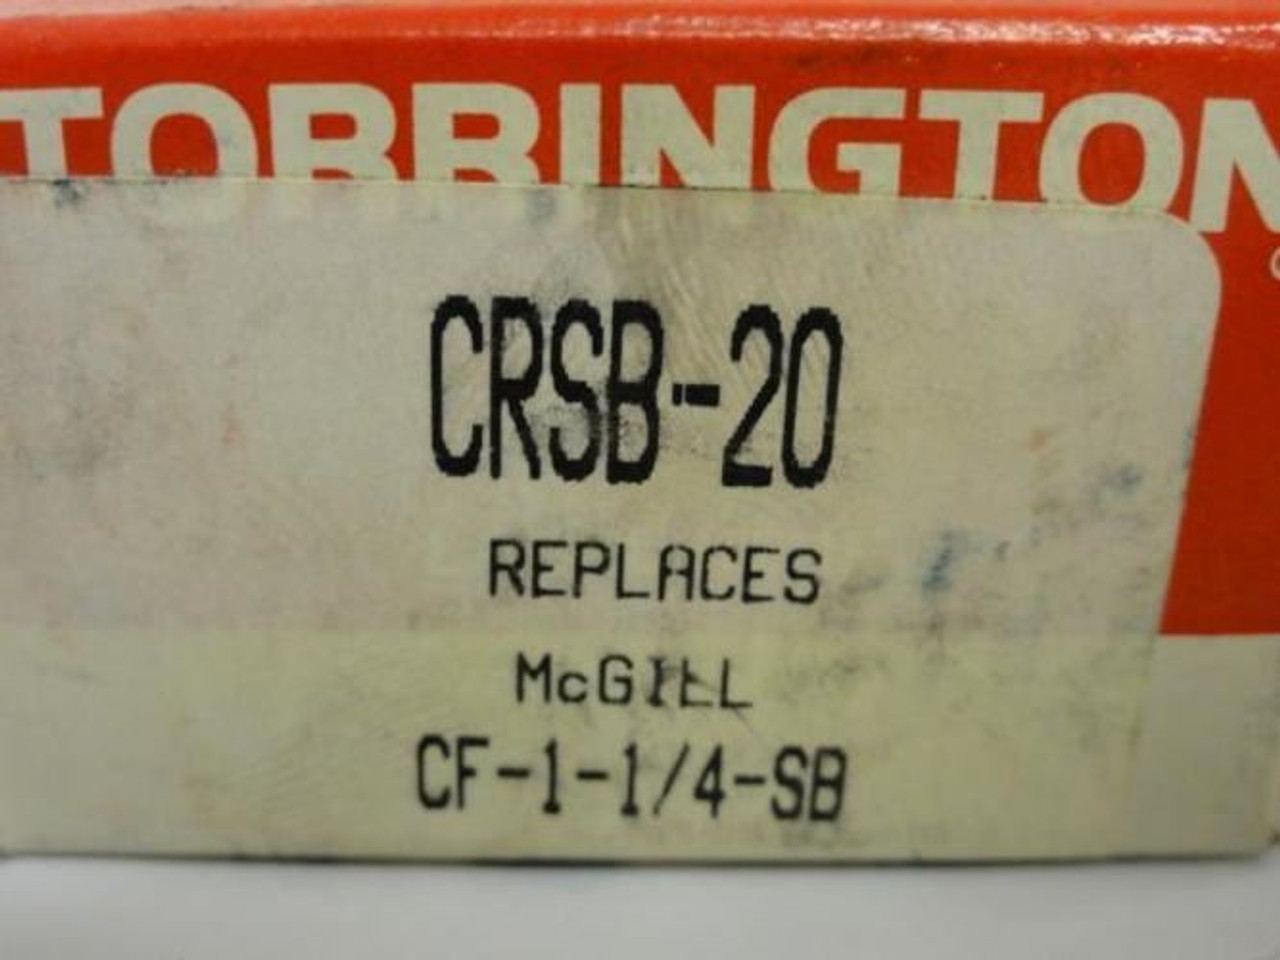 TORRINGTON
CRSB-20
REPLACES
McGILL
CF-1-1/4-SB